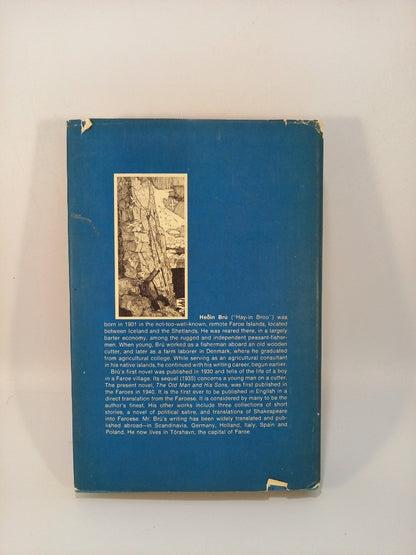 Heðin Brú ("Hay-in Broo") was
born in 1901 in the not-too-well-known, remote Faroe Islands, located
between Iceland and the Shetlands. He was reared there, in a largely
barter economy, among the rugged and independent peasant-fisher-
men. When young, Brú worked as a fisherman aboard an old wooden
cutter, and later as a farm laborer in Denmark, where he graduated
from agricultural college. While serving as an agricultural consultant
in his native islands, he continued with his writing career, begun earlier.
Brú's first novel was published in 1930 and tells of the life of a boy
in a Faroe village. Its sequel (1935) concerns a young man on a cutter.
The present novel, The Old Man and His Sons, was first published in
the Faroes in 1940. It is the first ever to be published in English in a
direct translation from the Faroese. It is considered by many to be the
author's finest. His other works include three collections of short
stories, a novel of political satire, and translations of Shakespeare
into Faroese. Mr. Brú's writing has been widely translated and pub-
lished abroad—in Scandinavia, Germany, Holland, Italy, Spain and
Poland. He now lives in Tórshavn, the capital of Faroe.